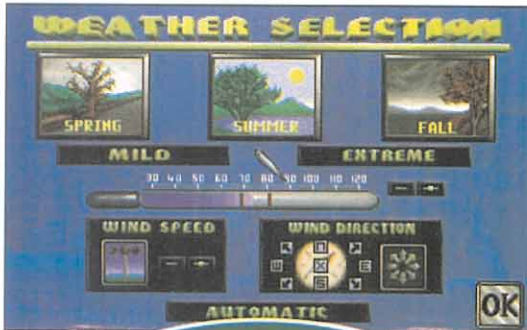 WEATHER SELECTION
SPRING SUMMER FALL
MILD EXTREME
30 40 50 60 70 80 90 100 110 120
WIND SPEED WIND DIRECTION
N
W E
S
AUTOMATIC
OK